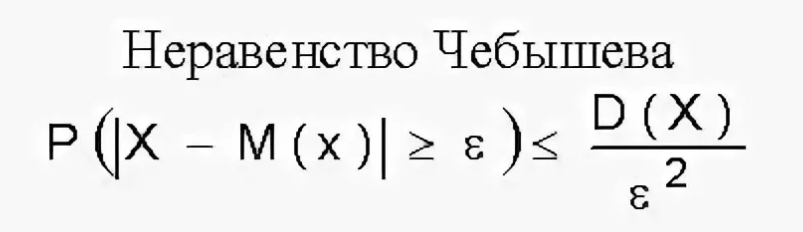 Неравенство Чебышева
P(|X − M(x)| ≥ ε) ≤ D(X) / ε²